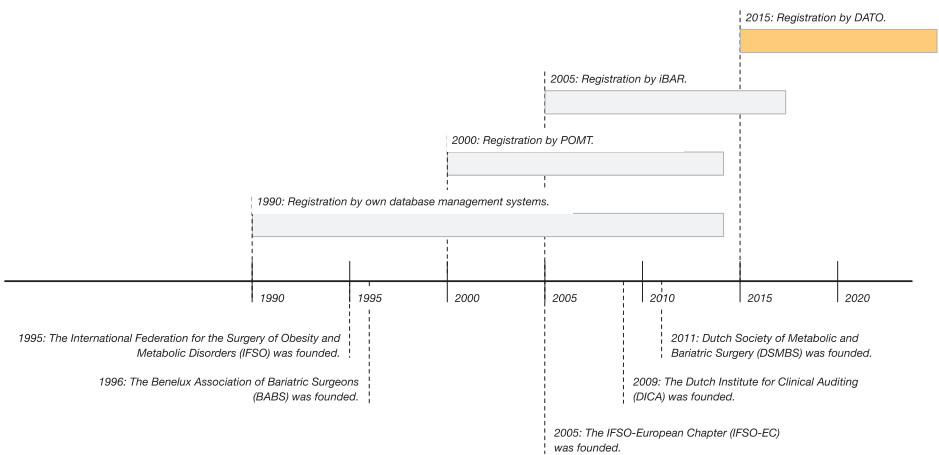 2015: Registration by DATO.
2005: Registration by iBAR.
2000: Registration by POMT.
1990: Registration by own database management systems.
1990
1995
2000
2005
2010
2015
2020
1995: The International Federation for the Surgery of Obesity and
Metabolic Disorders (IFSO) was founded.
2011: Dutch Society of Metabolic and
Bariatric Surgery (DSMBS) was founded.
1996: The Benelux Association of Bariatric Surgeons
(BABS) was founded.
2009: The Dutch Institute for Clinical Auditing
(DICA) was founded.
2005: The IFSO-European Chapter (IFSO-EC)
was founded.